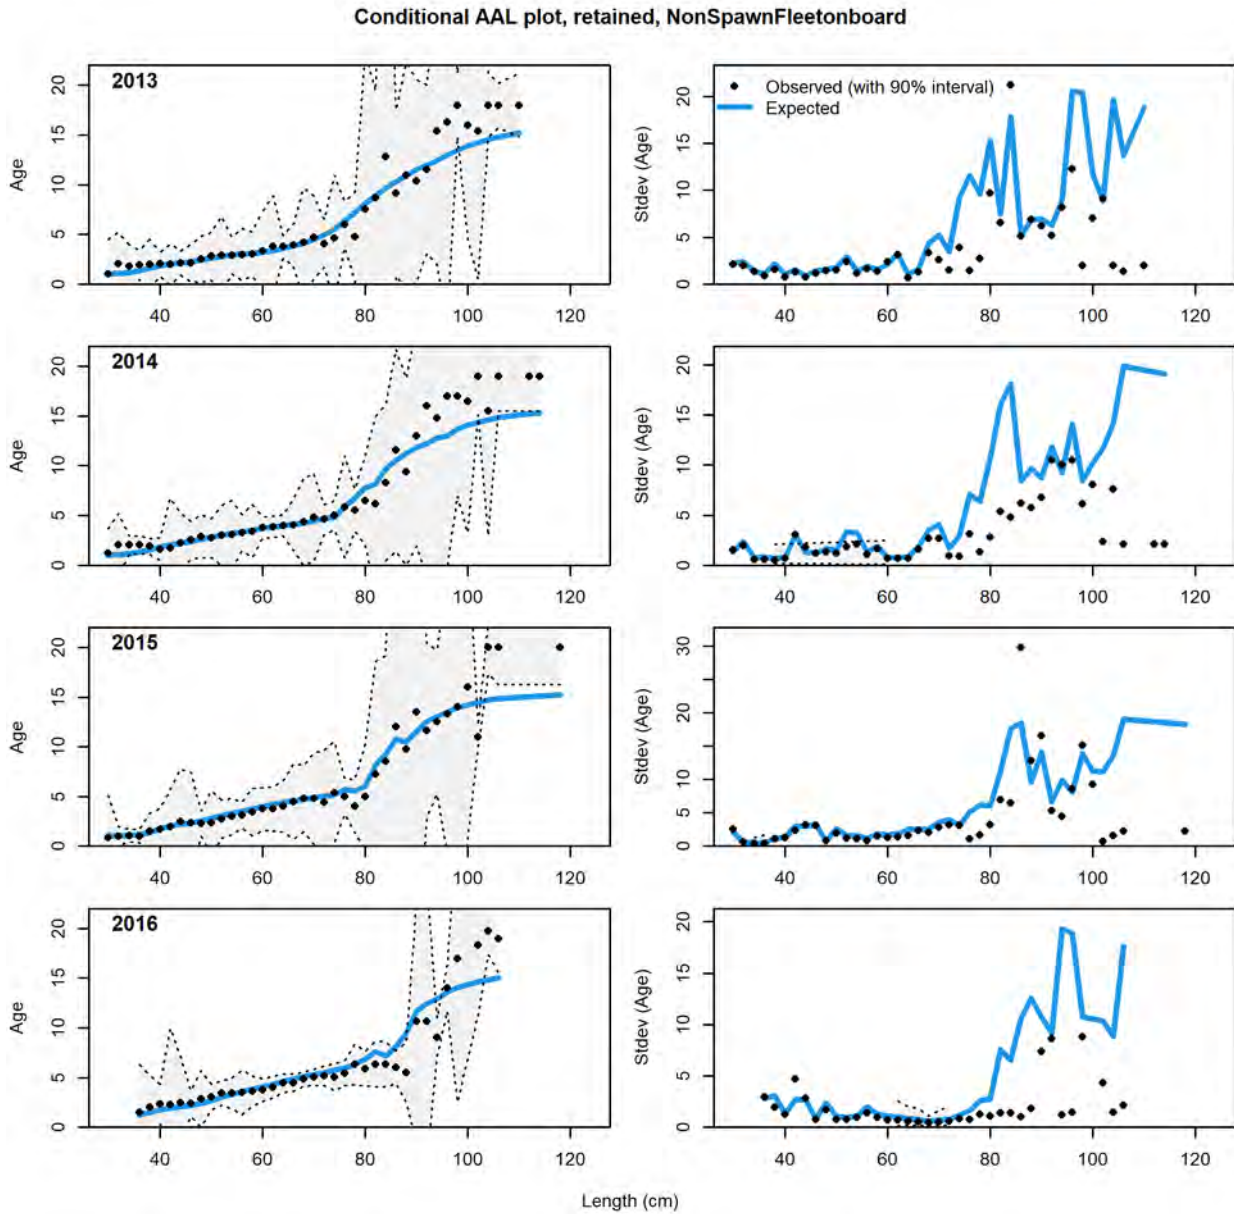 Conditional AAL plot, retained, NonSpawnFleetonboard
2013
Age
0 5 10 15 20
40 60 80 100 120
Observed (with 90% interval)
Expected
Stdev (Age)
0 5 10 15 20
40 60 80 100 120
2014
Age
0 5 10 15 20
40 60 80 100 120
Stdev (Age)
0 5 10 15 20
40 60 80 100 120
2015
Age
0 5 10 15 20
40 60 80 100 120
Stdev (Age)
0 5 10 20 30
40 60 80 100 120
2016
Age
0 5 10 15 20
40 60 80 100 120
Stdev (Age)
0 5 10 15 20
40 60 80 100 120
Length (cm)